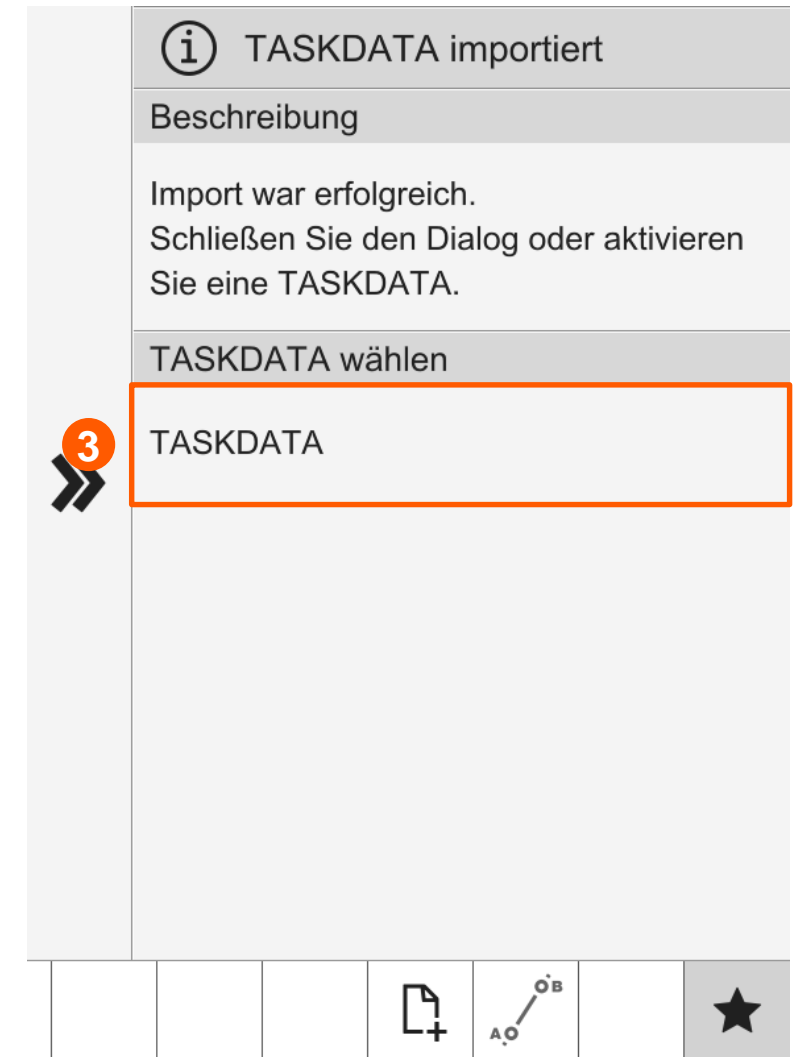 TASKDATA importiert
Beschreibung
Import war erfolgreich.
Schließen Sie den Dialog oder aktivieren
Sie eine TASKDATA.
TASKDATA wählen
3
TASKDATA
B
A